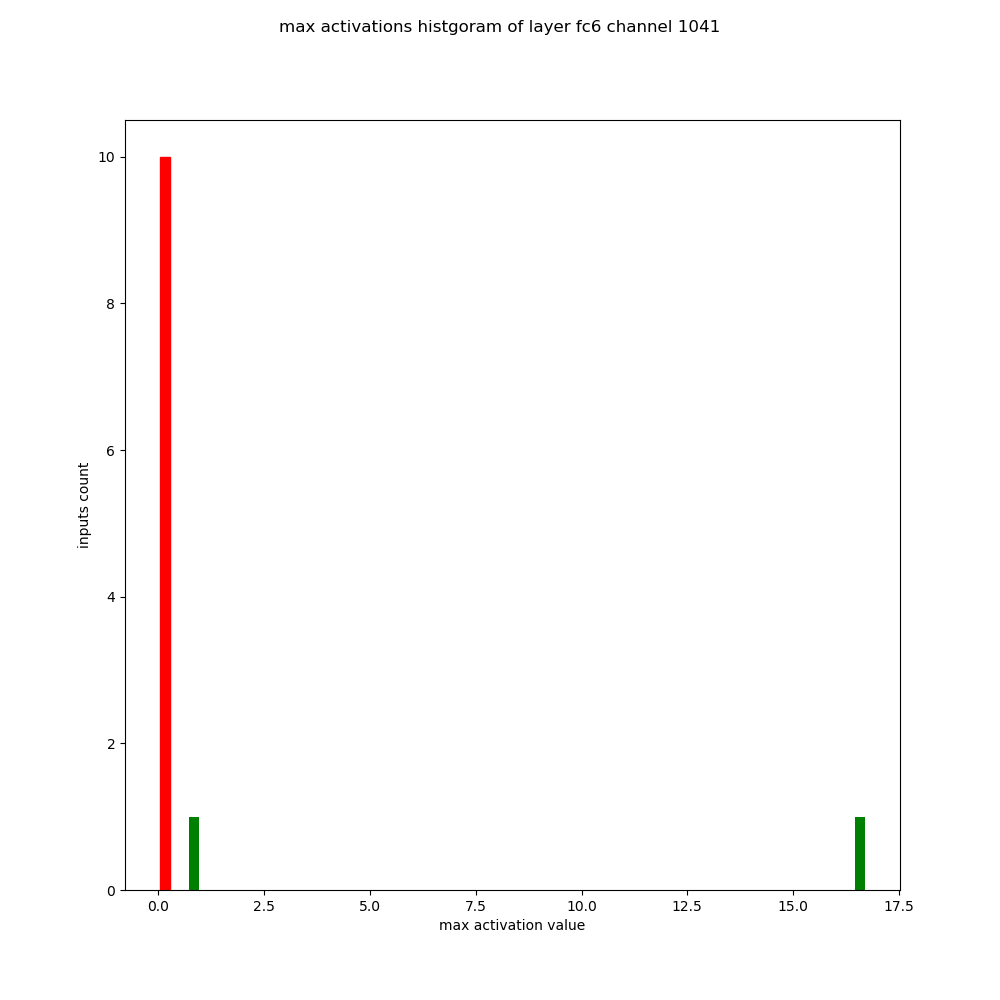 max activations histgoram of layer fc6 channel 1041
10
8
6
4
2
0
inputs count
0.0 2.5 5.0 7.5 10.0 12.5 15.0 17.5
max activation value